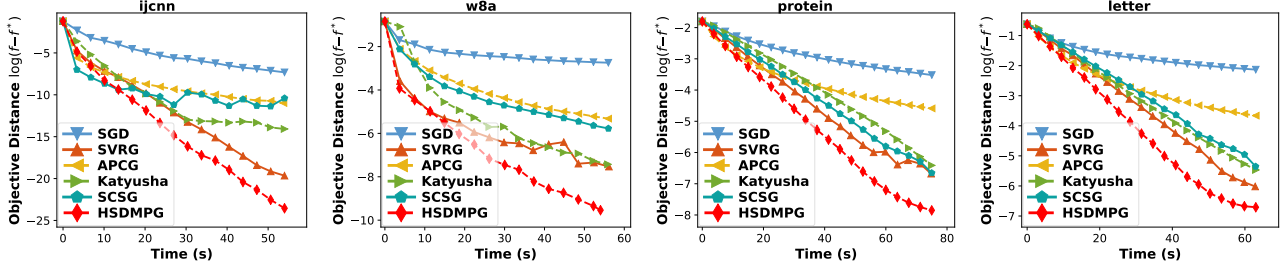 ijcnn
Objective Distance log(f−f*)
−5
−10
−15
−20
−25
SGD
SVRG
APCG
Katyusha
SCSG
HSDMPG
0 10 20 30 40 50
Time (s)
w8a
Objective Distance log(f−f*)
−2
−4
−6
−8
−10
SGD
SVRG
APCG
Katyusha
SCSG
HSDMPG
0 10 20 30 40 50 60
Time (s)
protein
Objective Distance log(f−f*)
−2
−3
−4
−5
−6
−7
−8
SGD
SVRG
APCG
Katyusha
SCSG
HSDMPG
0 20 40 60 80
Time (s)
letter
Objective Distance log(f−f*)
−1
−2
−3
−4
−5
−6
−7
SGD
SVRG
APCG
Katyusha
SCSG
HSDMPG
0 20 40 60
Time (s)